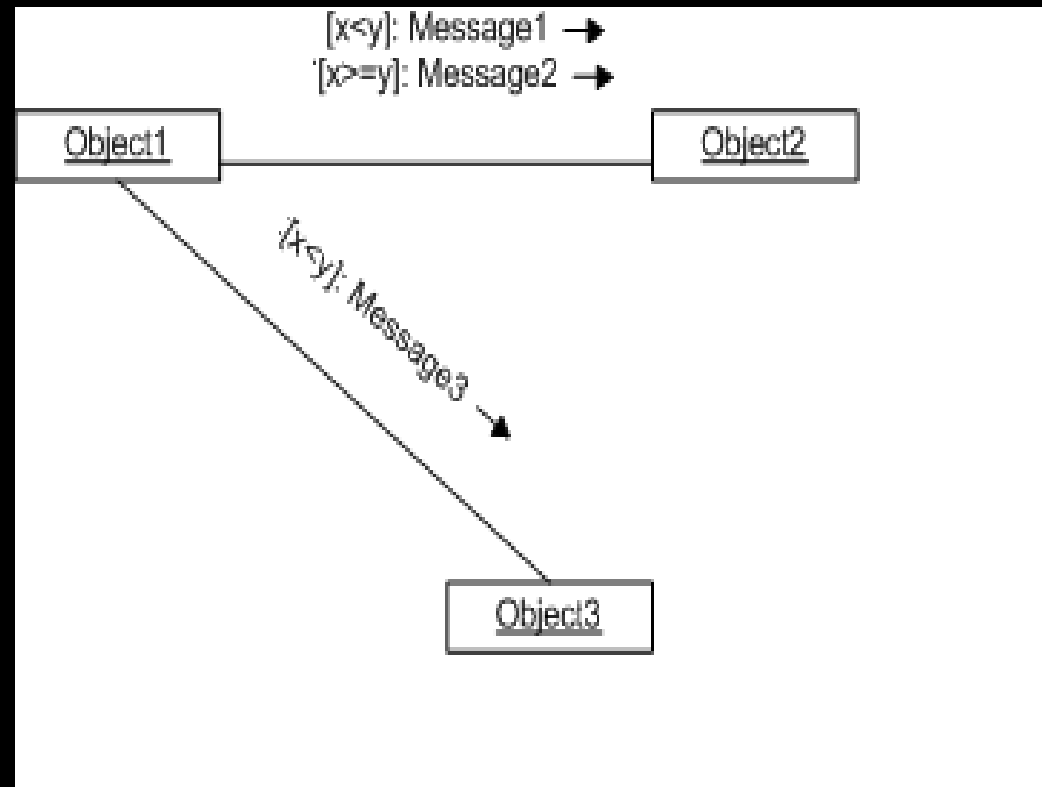 [x<y]: Message1
[x>=y]: Message2
Object1
Object2
[x<y]: Message3
Object3